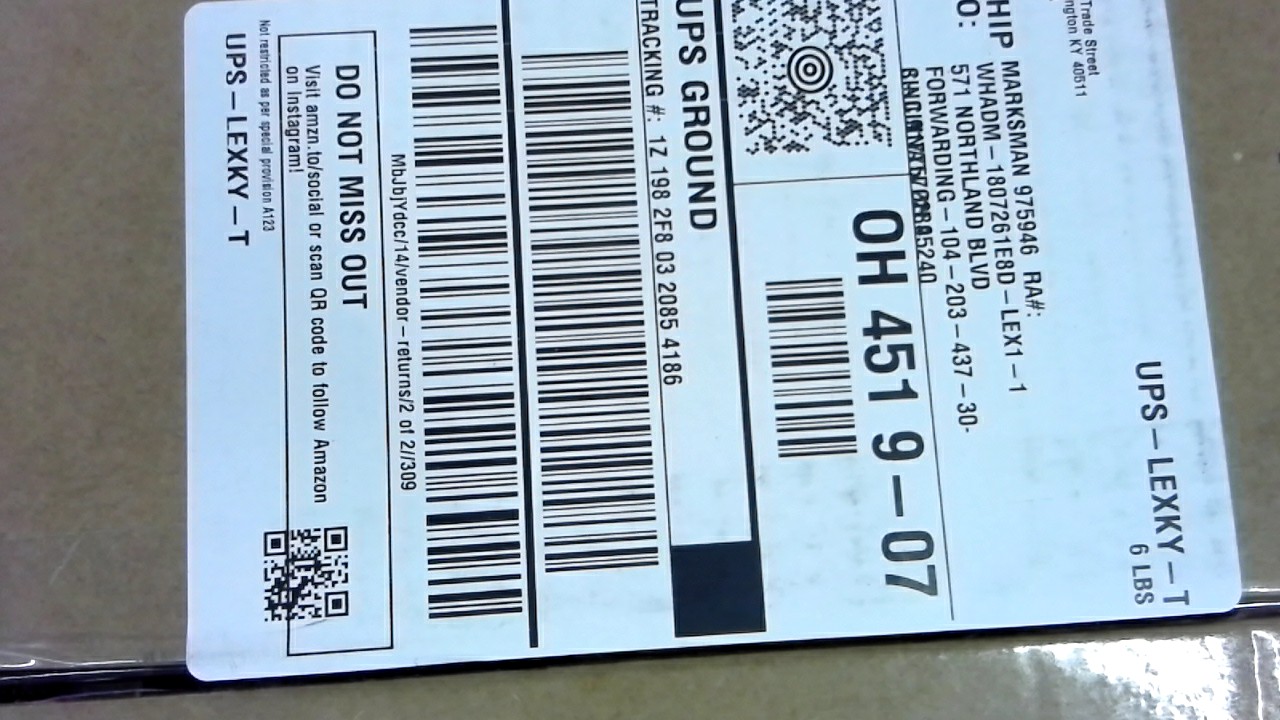 Trade Street
ngton KY 40511
UPS–LEXKY–T
6 LBS
HIP MARKSMAN 975946 RA#:
O: WHADM–1807261E8D–LEX1–1
571 NORTHLAND BLVD
FORWARDING–104–203–437–30-
OH 451 9–07
UPS GROUND
TRACKING #: 1Z 198 2F8 03 2085 4186
MbJbjYdcc/14/vendor–returns/2 of 2//309
DO NOT MISS OUT
Visit amzn.to/social or scan QR code to follow Amazon
on Instagram!
Not restricted as per special provision A123
UPS–LEXKY–T